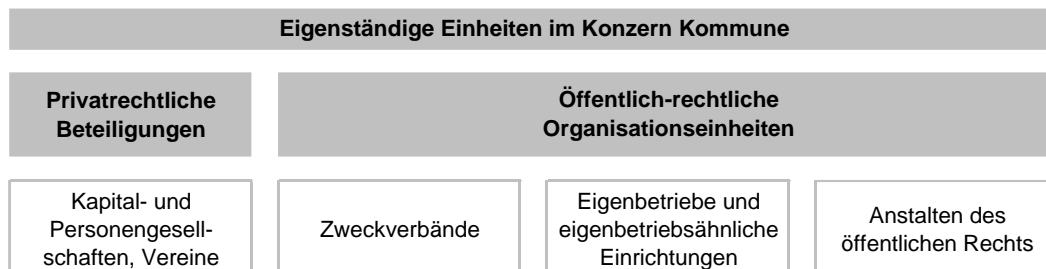 Eigenständige Einheiten im Konzern Kommune
Privatrechtliche
Beteiligungen
Öffentlich-rechtliche
Organisationseinheiten
Kapital- und
Personengesell-
schaften, Vereine
Zweckverbände
Eigenbetriebe und
eigenbetriebsähnliche
Einrichtungen
Anstalten des
öffentlichen Rechts